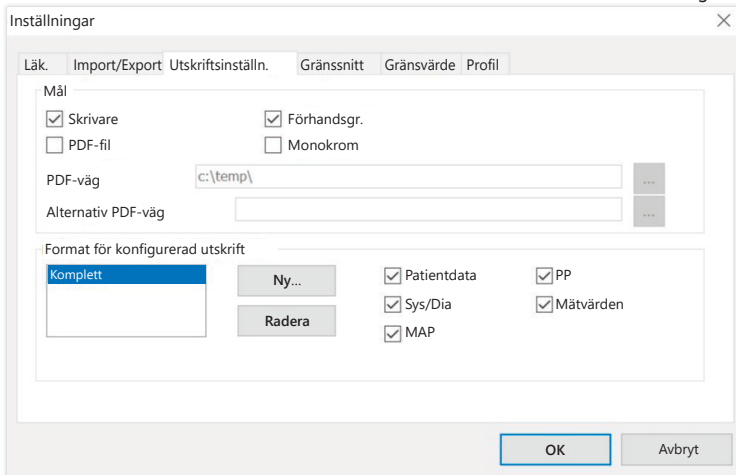 Inställningar
Läk. Import/Export Utskriftsinställn. Gränssnitt Gränsvärde Profil
Mål
Skrivare Förhandsgr.
PDF-fil Monokrom
PDF-väg c:\temp\ ...
Alternativ PDF-väg ...
Format för konfigurerad utskrift
Komplett Ny... Patientdata PP
Sys/Dia Mätvärden
Radera
MAP
OK Avbryt